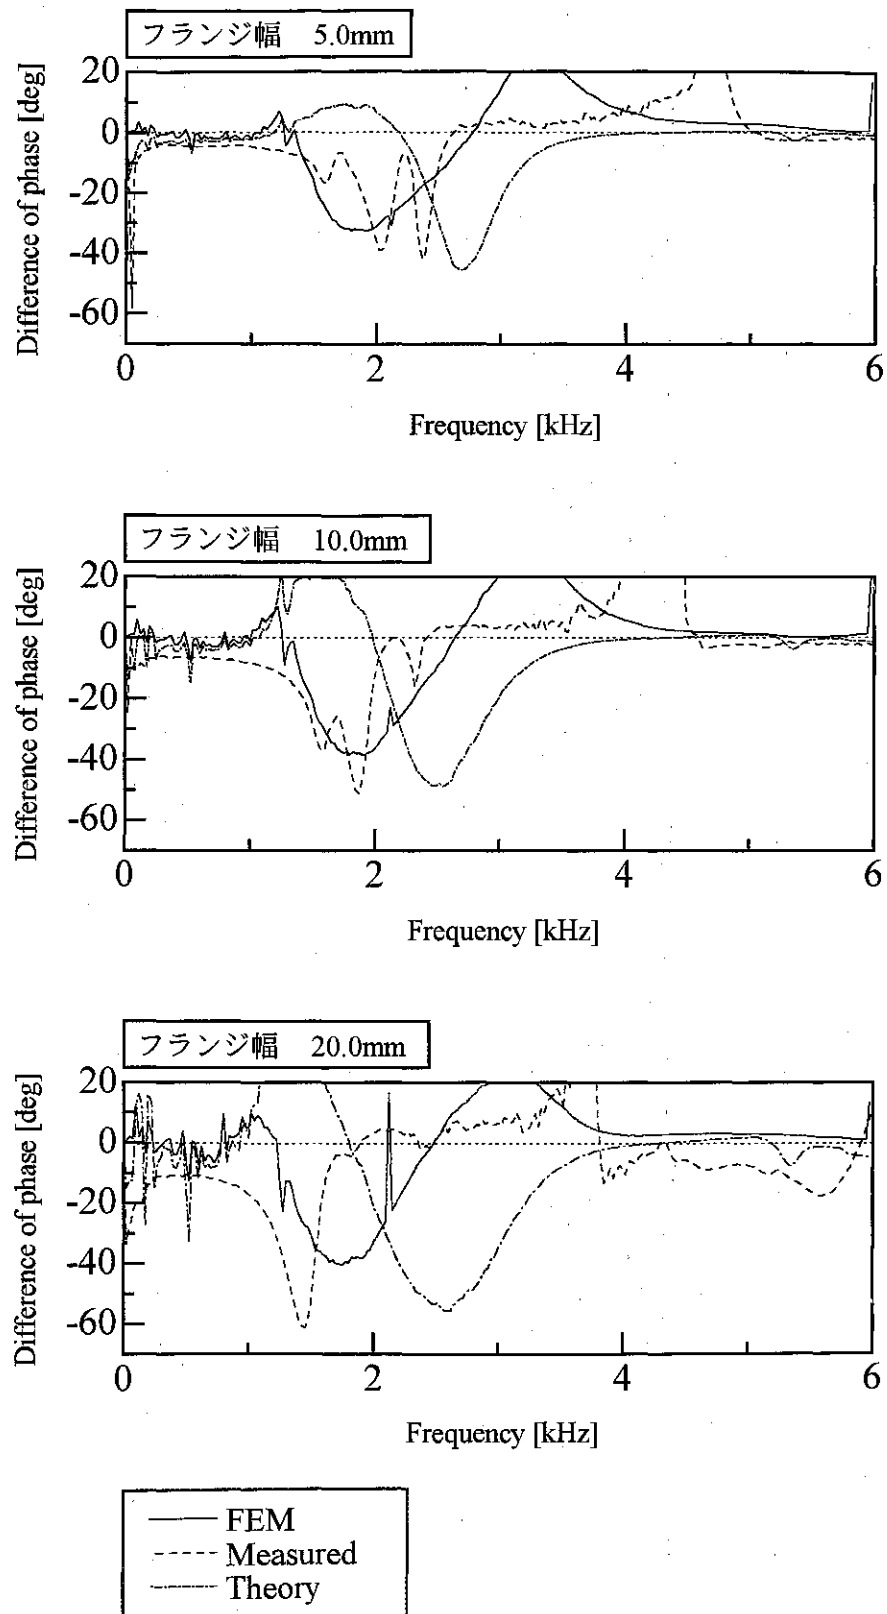 フランジ幅 5.0mm
Difference of phase [deg]
20
0
-20
-40
-60
0 2 4 6
Frequency [kHz]
フランジ幅 10.0mm
Difference of phase [deg]
20
0
-20
-40
-60
0 2 4 6
Frequency [kHz]
フランジ幅 20.0mm
Difference of phase [deg]
20
0
-20
-40
-60
0 2 4 6
Frequency [kHz]
FEM
Measured
Theory